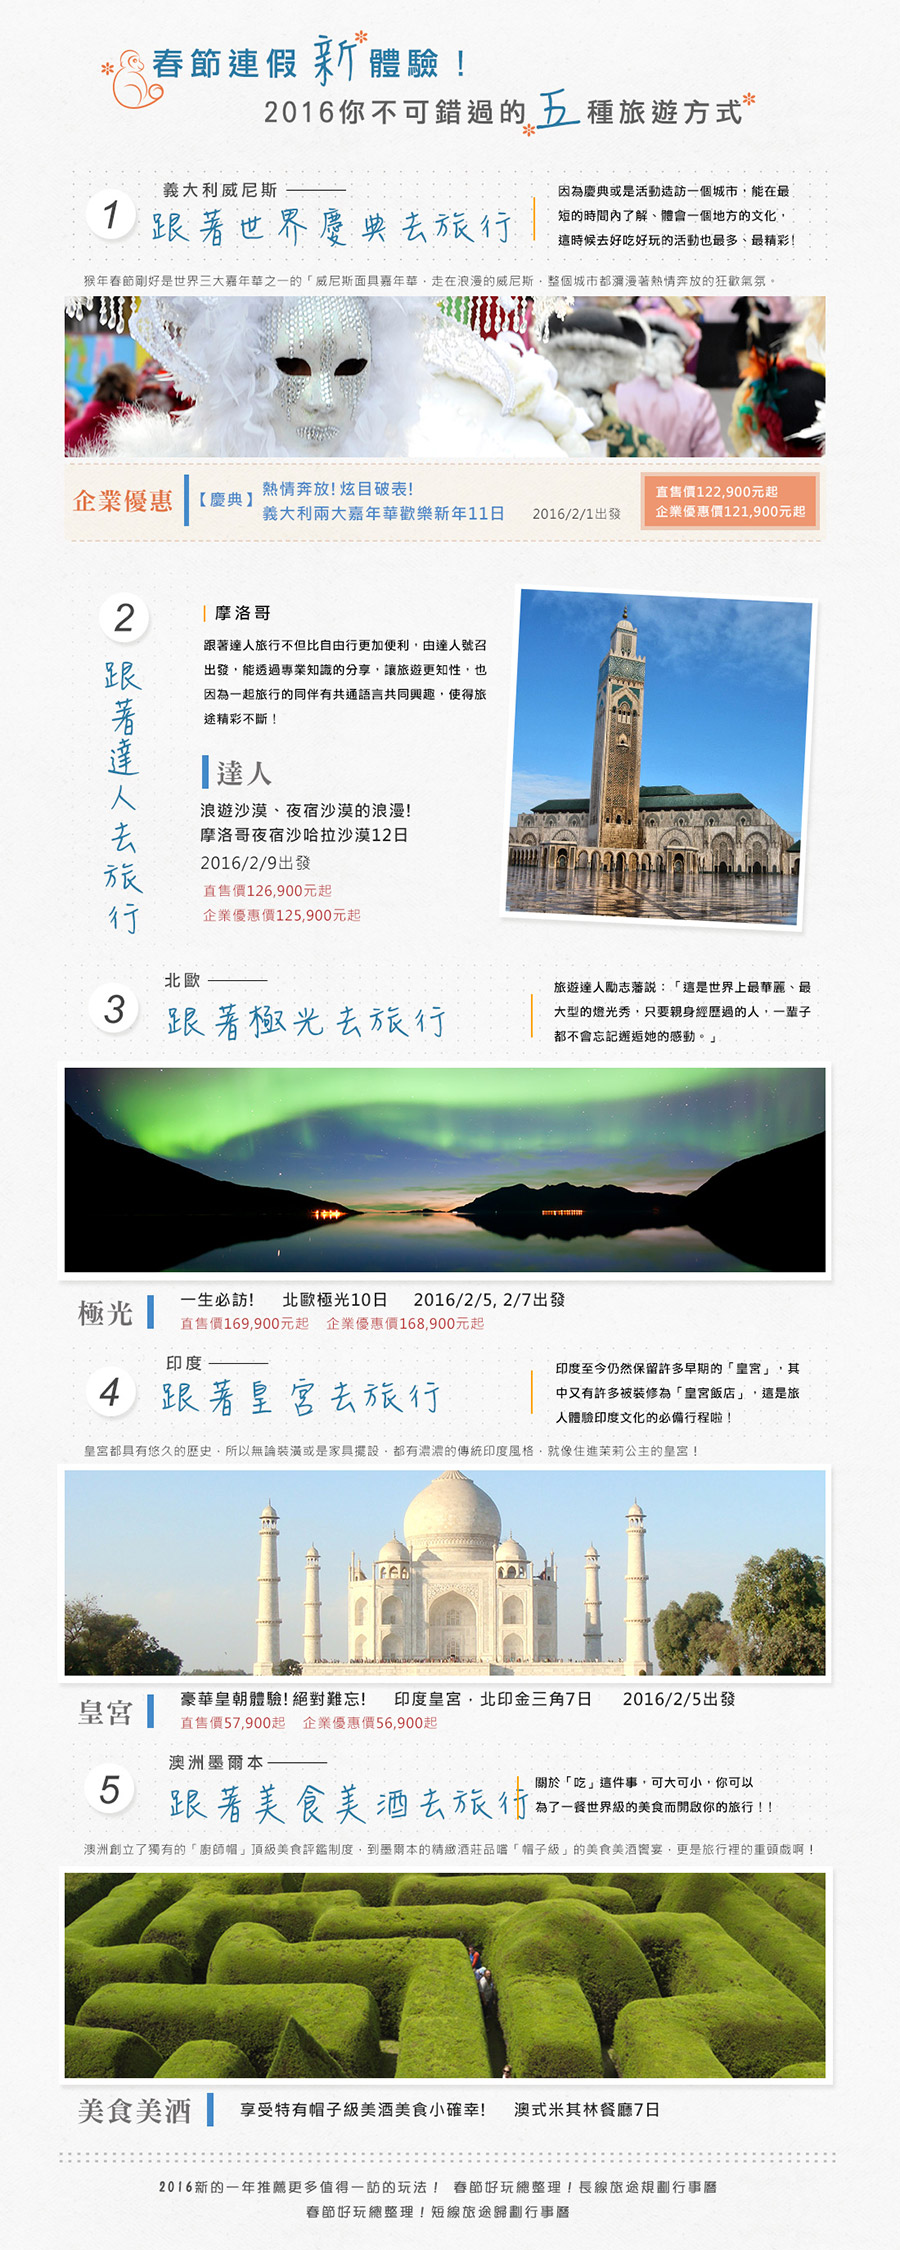 春節連假新體驗！
2016你不可錯過的五種旅遊方式
1
義大利威尼斯
跟著世界慶典去旅行
因為慶典或是活動造訪一個城市，能在最
短的時間內了解、體會一個地方的文化，
這時候去好吃好玩的活動也最多、最精彩！
猴年春節剛好是世界三大嘉年華之一的「威尼斯面具嘉年華，走在浪漫的威尼斯，整個城市都瀰漫著熱情奔放的狂歡氣氛。
企業優惠
【慶典】
熱情奔放！炫目破表！
義大利兩大嘉年華歡樂新年11日
2016/2/1出發
直售價122,900元起
企業優惠價121,900元起
2
跟著達人去旅行
摩洛哥
跟著達人旅行不但比自由行更加便利，由達人號召
出發，能透過專業知識的分享，讓旅遊更知性，也
因為一起旅行的同伴有共通語言共同興趣，使得旅
途精彩不斷！
達人
浪遊沙漠、夜宿沙漠的浪漫！
摩洛哥夜宿沙哈拉沙漠12日
2016/2/9出發
直售價126,900元起
企業優惠價125,900元起
3
北歐
跟著極光去旅行
旅遊達人勵志藩説：「這是世界上最華麗、最
大型的燈光秀，只要親身經歷過的人，一輩子
都不會忘記邂逅她的感動。」
極光
一生必訪！ 北歐極光10日 2016/2/5, 2/7出發
直售價169,900元起 企業優惠價168,900元起
4
印度
跟著皇宮去旅行
印度至今仍然保留許多早期的「皇宮」，其
中又有許多被裝修為「皇宮飯店」，這是旅
人體驗印度文化的必備行程啦！
皇宮都具有悠久的歷史，所以無論裝潢或是家具擺設，都有濃濃的傳統印度風格，就像住進茉莉公主的皇宮！
皇宮
豪華皇朝體驗！絕對難忘！ 印度皇宮．北印金三角7日 2016/2/5出發
直售價57,900起 企業優惠價56,900起
5
澳洲墨爾本
跟著美食美酒去旅行
關於「吃」這件事，可大可小，你可以
為了一餐世界級的美食而開啟你的旅行！！
澳洲創立了獨有的「廚師帽」頂級美食評鑑制度，到墨爾本的精緻酒莊品嚐「帽子級」的美食美酒饗宴，更是旅行裡的重頭戲啊！
美食美酒
享受特有帽子級美酒美食小確幸！ 澳式米其林餐廳7日
2016新的一年推薦更多值得一訪的玩法！ 春節好玩總整理！長線旅途規劃行事曆
春節好玩總整理！短線旅途歸劃行事曆